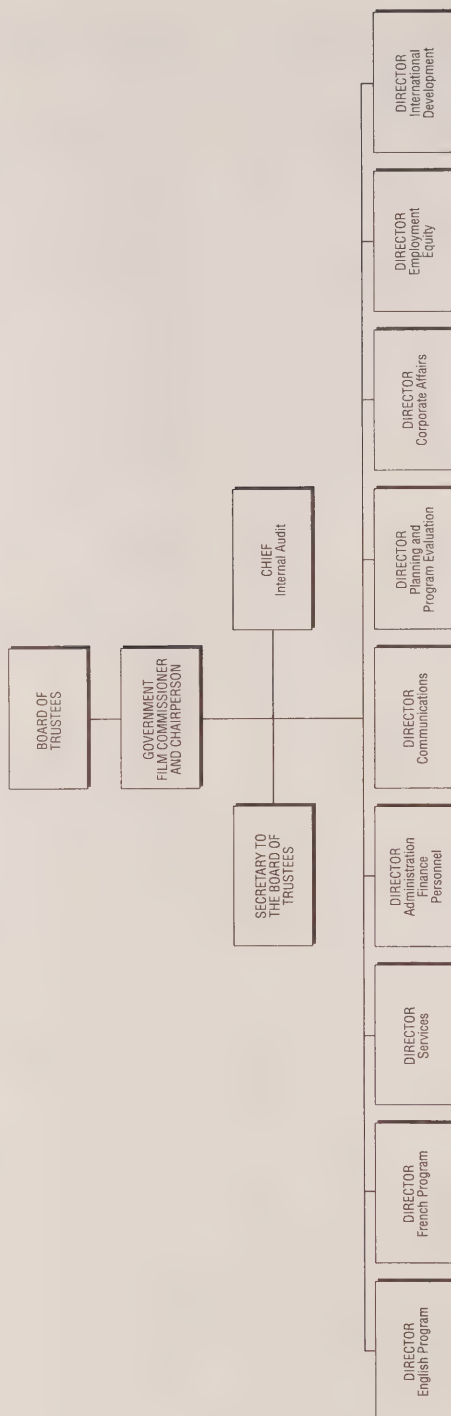 BOARD OF
TRUSTEES
GOVERNMENT
FILM COMMISSIONER
AND CHAIRPERSON
SECRETARY TO
THE BOARD OF
TRUSTEES
CHIEF
Internal Audit
DIRECTOR
English Program
DIRECTOR
French Program
DIRECTOR
Services
DIRECTOR
Administration
Finance
Personnel
DIRECTOR
Communications
DIRECTOR
Planning and
Program Evaluation
DIRECTOR
Corporate Affairs
DIRECTOR
Employment
Equity
DIRECTOR
International
Development